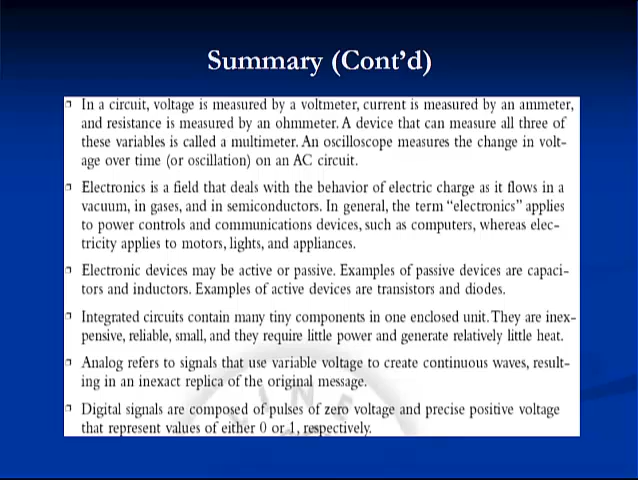 Summary (Cont'd)
❐ In a circuit, voltage is measured by a voltmeter, current is measured by an ammeter,
and resistance is measured by an ohmmeter. A device that can measure all three of
these variables is called a multimeter. An oscilloscope measures the change in volt-
age over time (or oscillation) on an AC circuit.
❐ Electronics is a field that deals with the behavior of electric charge as it flows in a
vacuum, in gases, and in semiconductors. In general, the term “electronics” applies
to power controls and communications devices, such as computers, whereas elec-
tricity applies to motors, lights, and appliances.
❐ Electronic devices may be active or passive. Examples of passive devices are capaci-
tors and inductors. Examples of active devices are transistors and diodes.
❐ Integrated circuits contain many tiny components in one enclosed unit. They are inex-
pensive, reliable, small, and they require little power and generate relatively little heat.
❐ Analog refers to signals that use variable voltage to create continuous waves, result-
ing in an inexact replica of the original message.
❐ Digital signals are composed of pulses of zero voltage and precise positive voltage
that represent values of either 0 or 1, respectively.